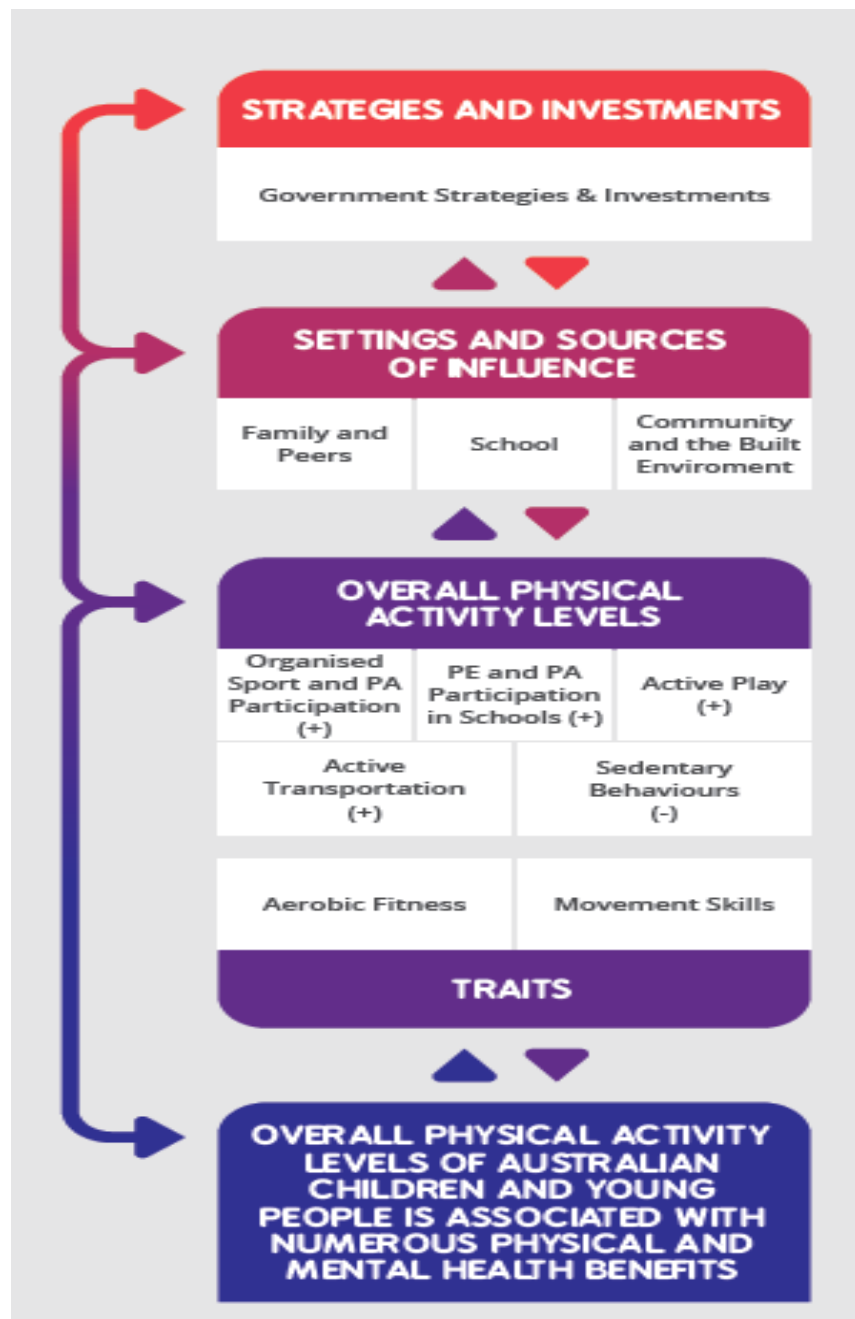 STRATEGIES AND INVESTMENTS
Government Strategies & Investments
SETTINGS AND SOURCES
OF INFLUENCE
Family and
Peers
School
Community
and the Built
Enviroment
OVERALL PHYSICAL
ACTIVITY LEVELS
Organised
Sport and PA
Participation
(+)
PE and PA
Participation
in Schools (+)
Active Play
(+)
Active
Transportation
(+)
Sedentary
Behaviours
(-)
Aerobic Fitness
Movement Skills
TRAITS
OVERALL PHYSICAL ACTIVITY
LEVELS OF AUSTRALIAN
CHILDREN AND YOUNG
PEOPLE IS ASSOCIATED WITH
NUMEROUS PHYSICAL AND
MENTAL HEALTH BENEFITS